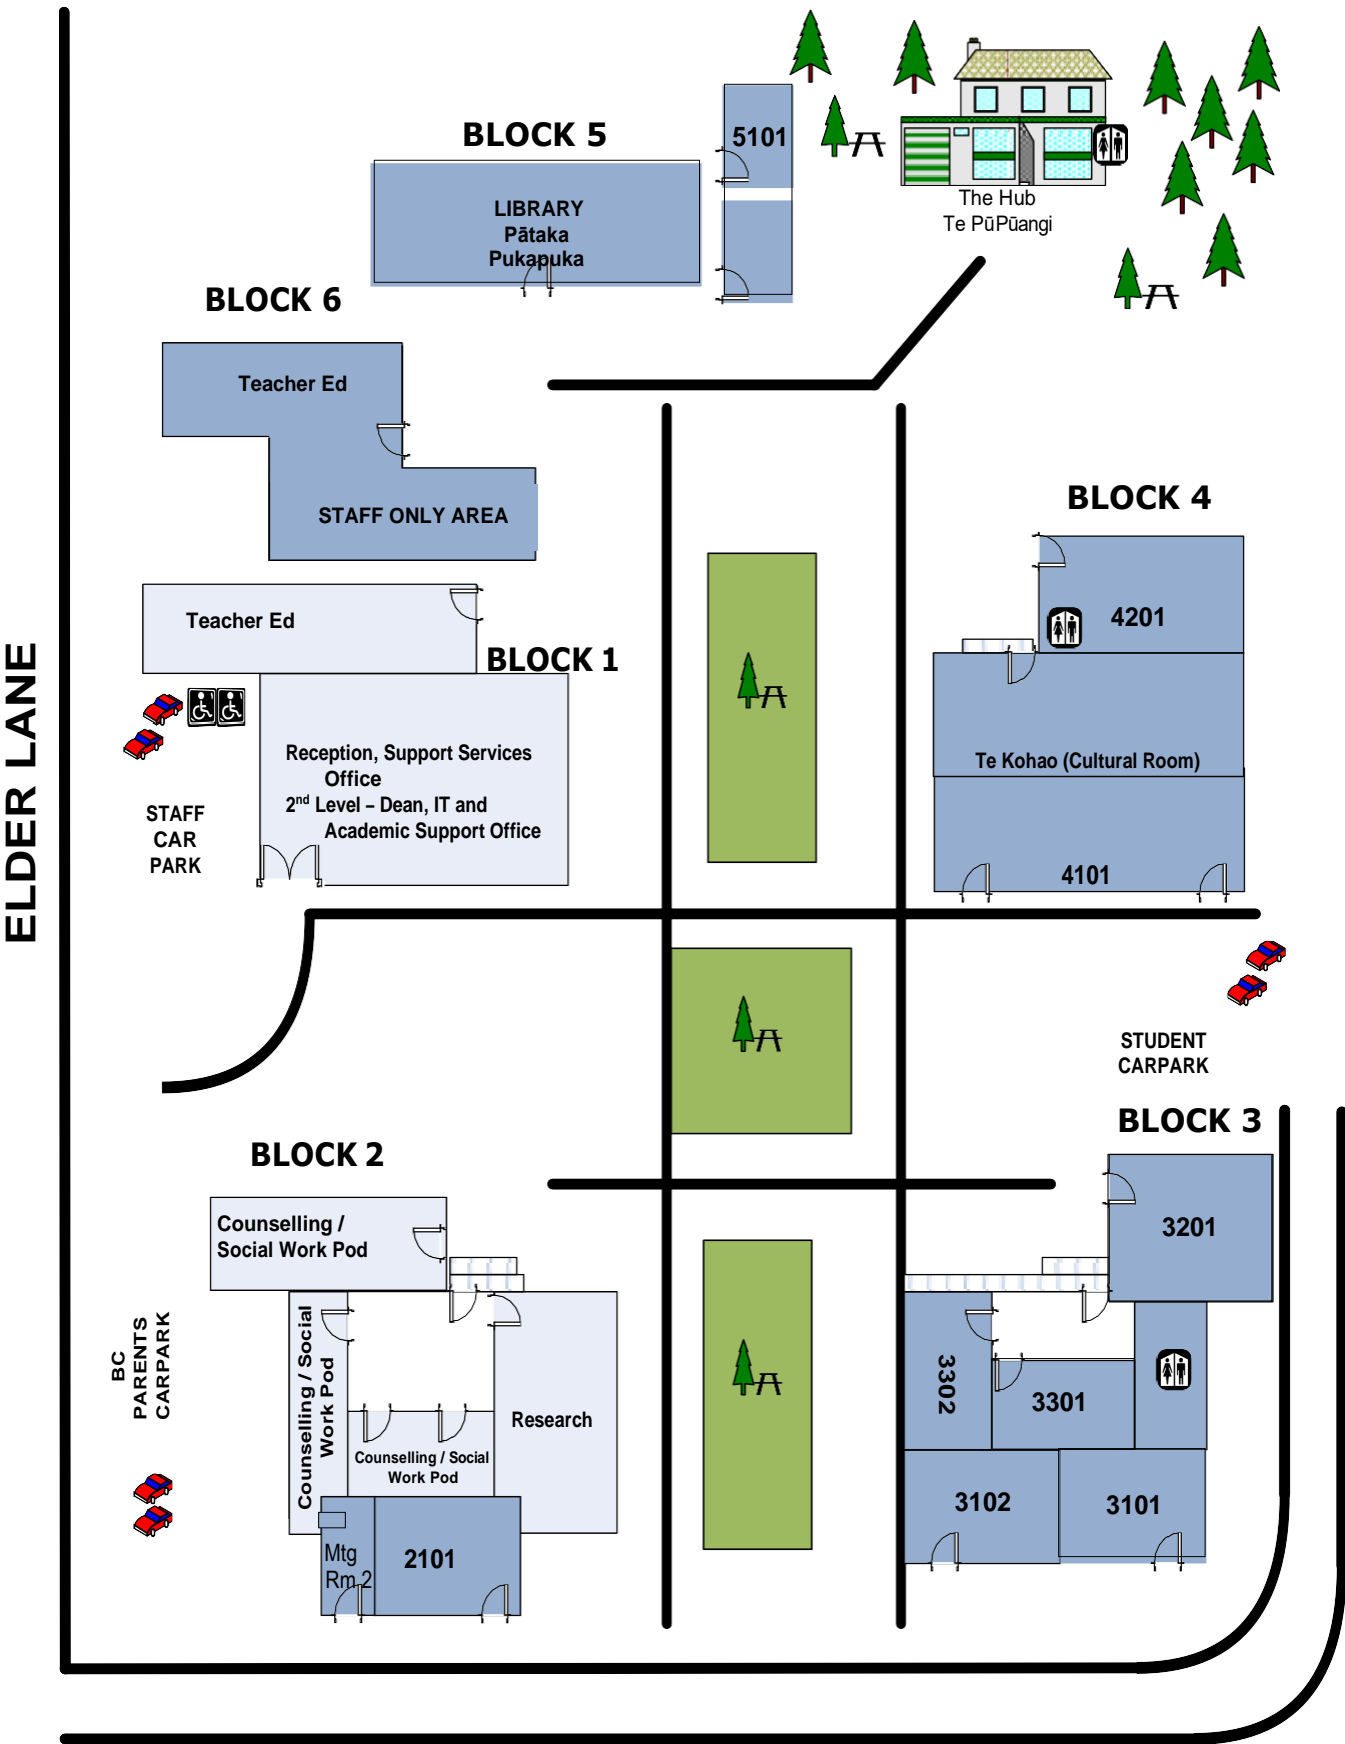 BLOCK 5
5101
LIBRARY
Pātaka
Pukapuka
The Hub
Te PūPūangi
BLOCK 6
Teacher Ed
STAFF ONLY AREA
BLOCK 4
4201
Te Kohao (Cultural Room)
4101
Teacher Ed
BLOCK 1
Reception, Support Services
Office
2nd Level – Dean, IT and
Academic Support Office
STAFF
CAR
PARK
ELDER LANE
STUDENT
CARPARK
BLOCK 3
3201
3302
3301
3102
3101
BLOCK 2
Counselling /
Social Work Pod
Counselling / Social
Work Pod
Counselling / Social
Work Pod
Research
Mtg
Rm 2
2101
BC
PARENTS
CARPARK